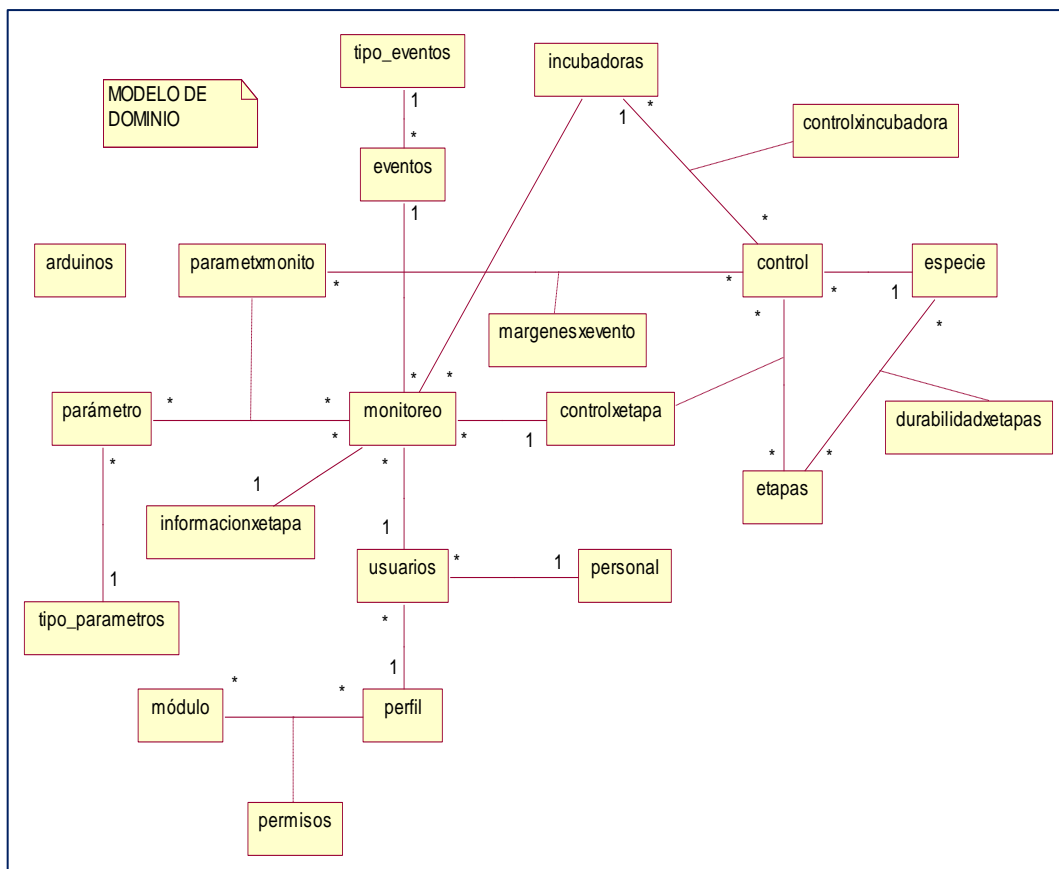 tipo_eventos
incubadoras
MODELO DE
DOMINIO
1
*
1
*
controlxincubadora
eventos
1
*
arduinos
parametxmonito
control
especie
*
*
*
1
*
*
margenesxevento
*
*
parámetro
*
*
monitoreo
controlxetapa
durabilidadxetapas
*
*
*
*
1
*
*
1
etapas
informacionxetapa
1
usuarios
*
1
personal
1
*
tipo_parametros
1
*
*
módulo
perfil
permisos